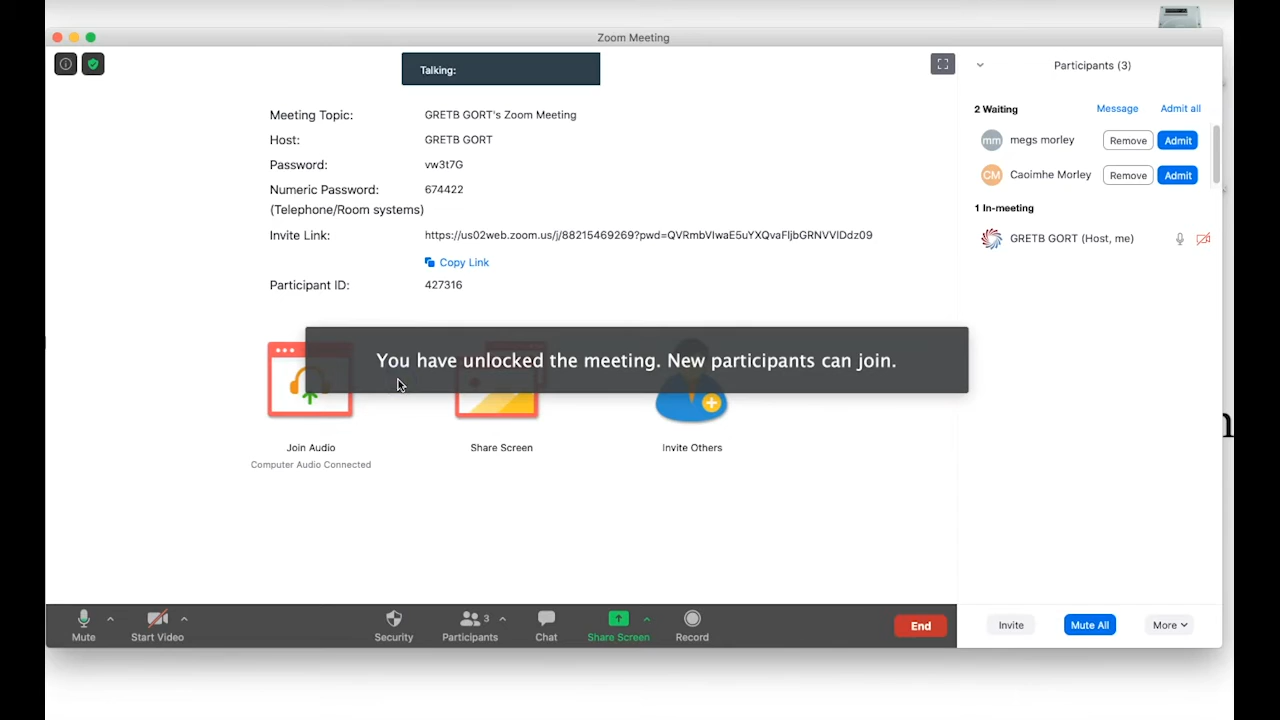 Zoom Meeting
Talking:
Meeting Topic: GRETB GORT's Zoom Meeting
Host: GRETB GORT
Password: vw3t7G
Numeric Password: 674422
(Telephone/Room systems)
Invite Link: https://us02web.zoom.us/j/88215469269?pwd=QVRmbVIwaE5uYXQvaFljbGRNVVlDdz09
Copy Link
Participant ID: 427316
You have unlocked the meeting. New participants can join.
Join Audio
Share Screen
Invite Others
Computer Audio Connected
Mute
Start Video
Security
Participants 3
Chat
Share Screen
Record
End
Participants (3)
2 Waiting Message Admit all
mm megs morley Remove Admit
CM Caoimhe Morley Remove Admit
1 In-meeting
GRETB GORT (Host, me)
Invite
Mute All
More